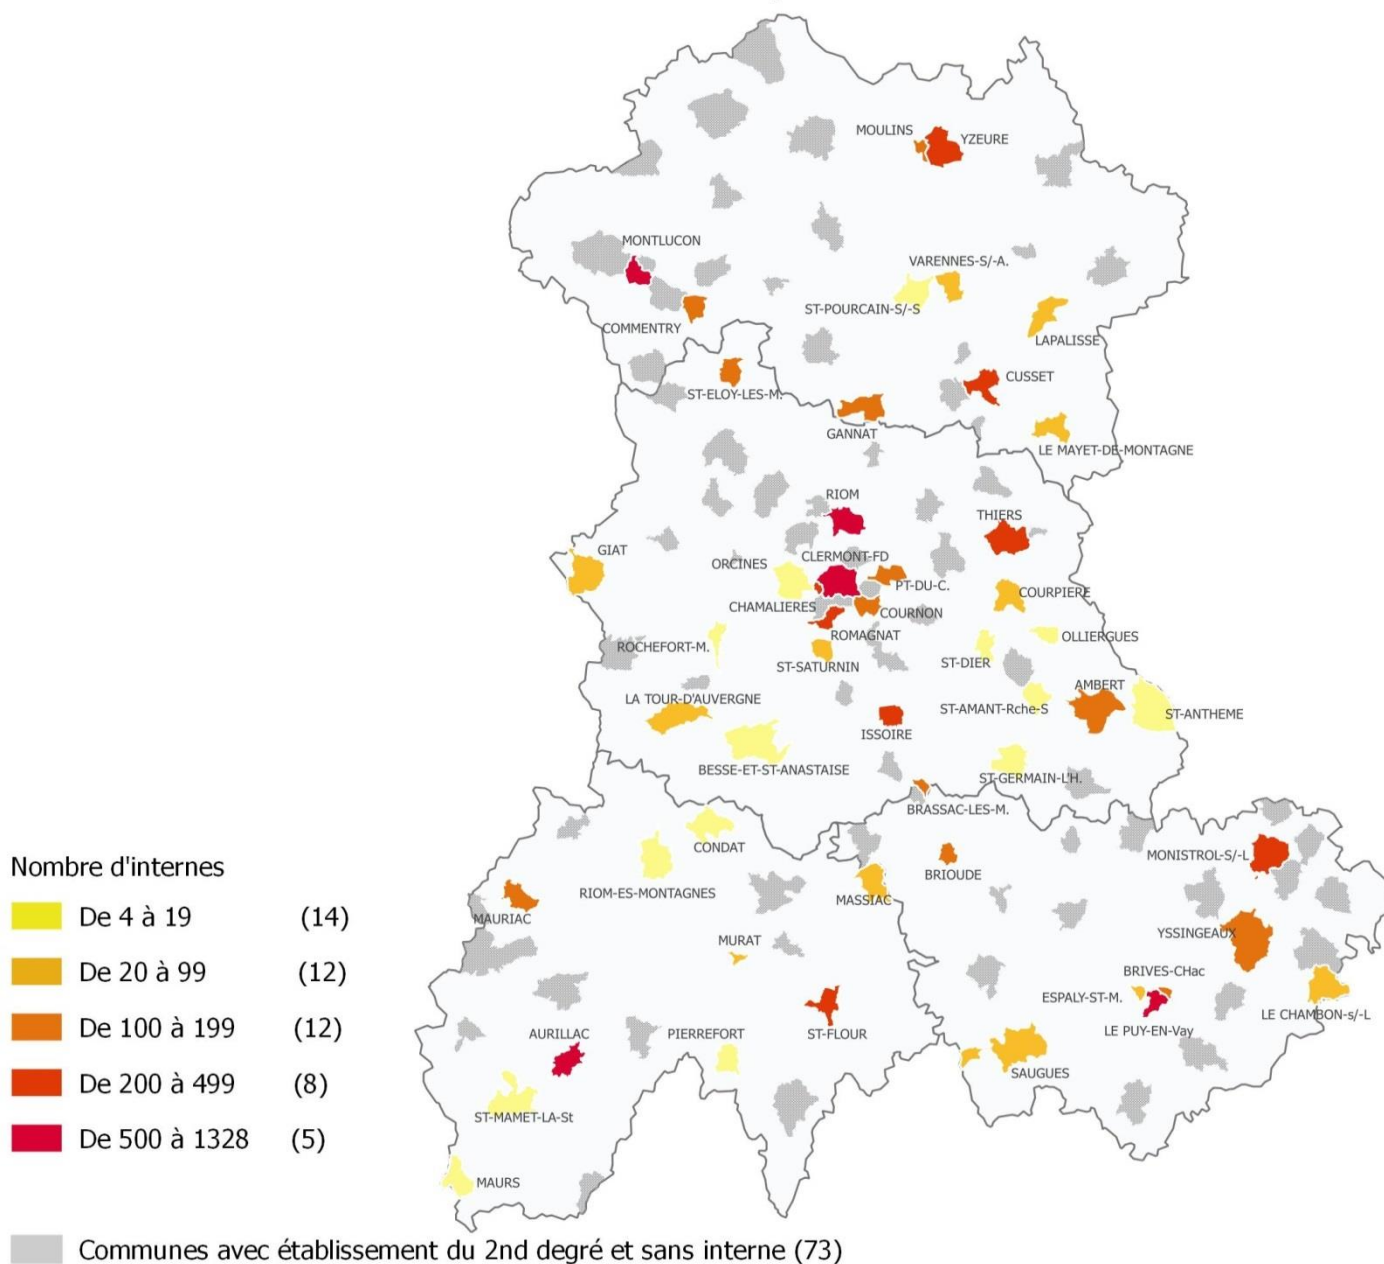 MOULINS
YZEURE
MONTLUCON
VARENNES-S/-A.
ST-POURCAIN-S/-S
COMMENTRY
LAPALISSE
CUSSET
ST-ELOY-LES-M.
GANNAT
LE MAYET-DE-MONTAGNE
RIOM
THIERS
GIAT
CLERMONT-FD
ORCINES
PT-DU-C.
COURPIERE
CHAMALIERES
COURNON
ROMAGNAT
OLLIERGUES
ROCHEFORT-M.
ST-SATURNIN
ST-DIER
AMBERT
LA TOUR-D'AUVERGNE
ST-AMANT-Rche-S
ST-ANTHEME
ISSOIRE
BESSE-ET-ST-ANASTAISE
ST-GERMAIN-L'H.
BRASSAC-LES-M.
CONDAT
MONISTROL-S/-L
BRIOUDE
RIOM-ES-MONTAGNES
MASSIAC
MAURIAC
YSSINGEAUX
MURAT
BRIVES-CHac
ESPALY-ST-M.
LE CHAMBON-s/-L
LE PUY-EN-Vay
AURILLAC
PIERREFORT
ST-FLOUR
SAUGUES
ST-MAMET-LA-St
MAURS
Nombre d'internes
De 4 à 19 (14)
De 20 à 99 (12)
De 100 à 199 (12)
De 200 à 499 (8)
De 500 à 1328 (5)
Communes avec établissement du 2nd degré et sans interne (73)